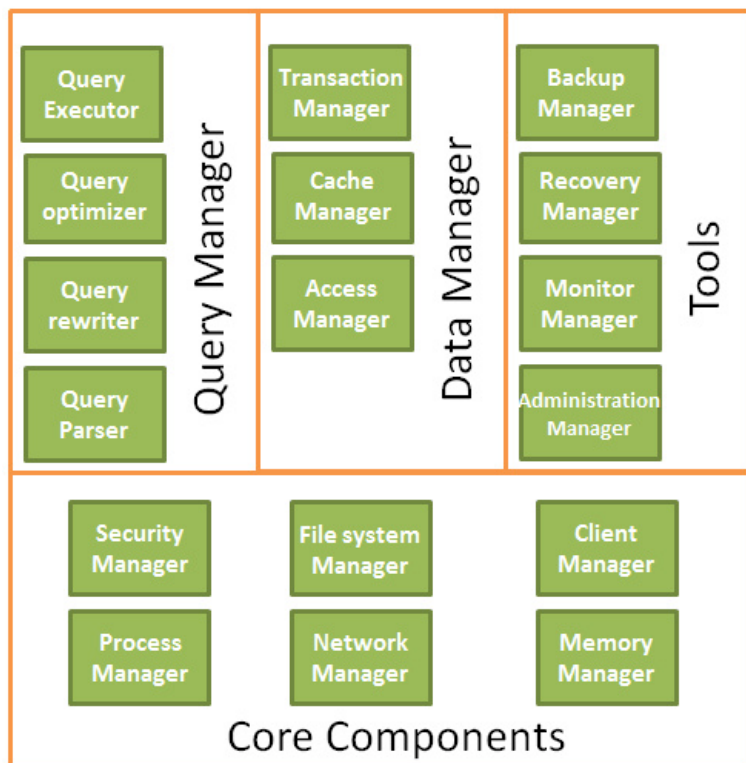 Query
Executor
Query
optimizer
Query
rewriter
Query
Parser
Query Manager
Transaction
Manager
Cache
Manager
Access
Manager
Data Manager
Backup
Manager
Recovery
Manager
Monitor
Manager
Administration
Manager
Tools
Security
Manager
File system
Manager
Client
Manager
Process
Manager
Network
Manager
Memory
Manager
Core Components